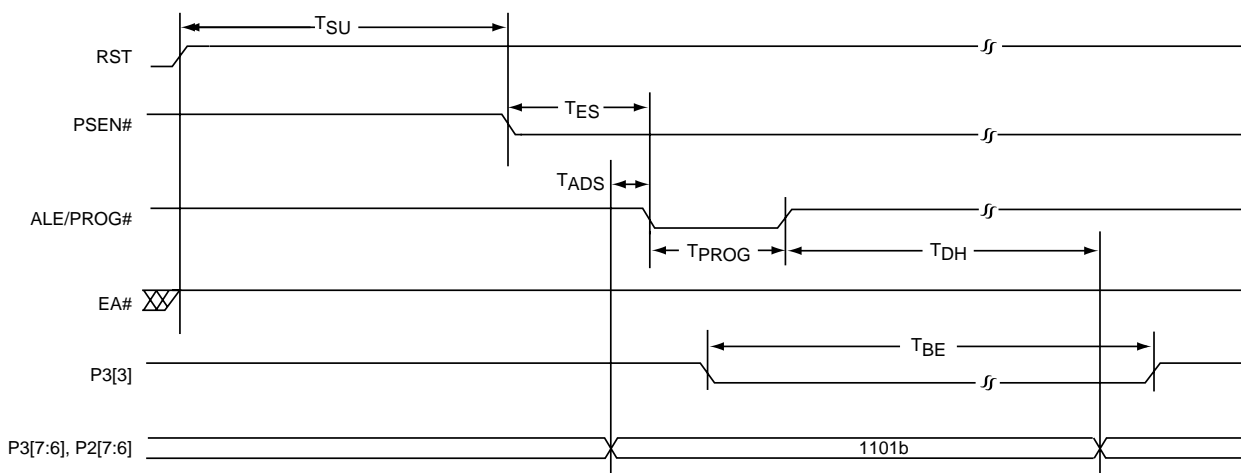 TSU
RST
TES
PSEN#
TADS
ALE/PROG#
TPROG
TDH
EA#
TBE
P3[3]
P3[7:6], P2[7:6]
1101b